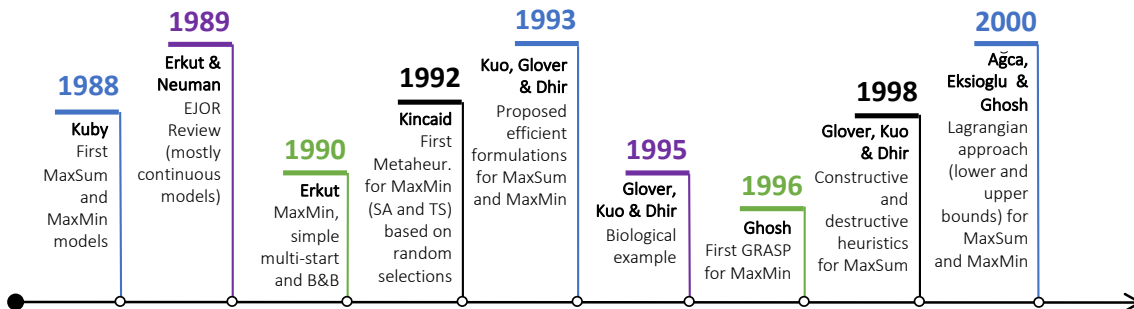 1988
Kuby
First
MaxSum
and
MaxMin
models
1989
Erkut &
Neuman
EJOR
Review
(mostly
continuous
models)
1990
Erkut
MaxMin,
simple
multi-start
and B&B
1992
Kincaid
First
Metaheur.
for MaxMin
(SA and TS)
based on
random
selections
1993
Kuo, Glover
& Dhir
Proposed
efficient
formulations
for MaxSum
and MaxMin
1995
Glover,
Kuo & Dhir
Biological
example
1996
Ghosh
First GRASP
for MaxMin
1998
Glover, Kuo
& Dhir
Constructive
and
destructive
heuristics
for MaxSum
2000
Ağca,
Eksioglu &
Ghosh
Lagrangian
approach
(lower and
upper
bounds) for
MaxSum
and MaxMin